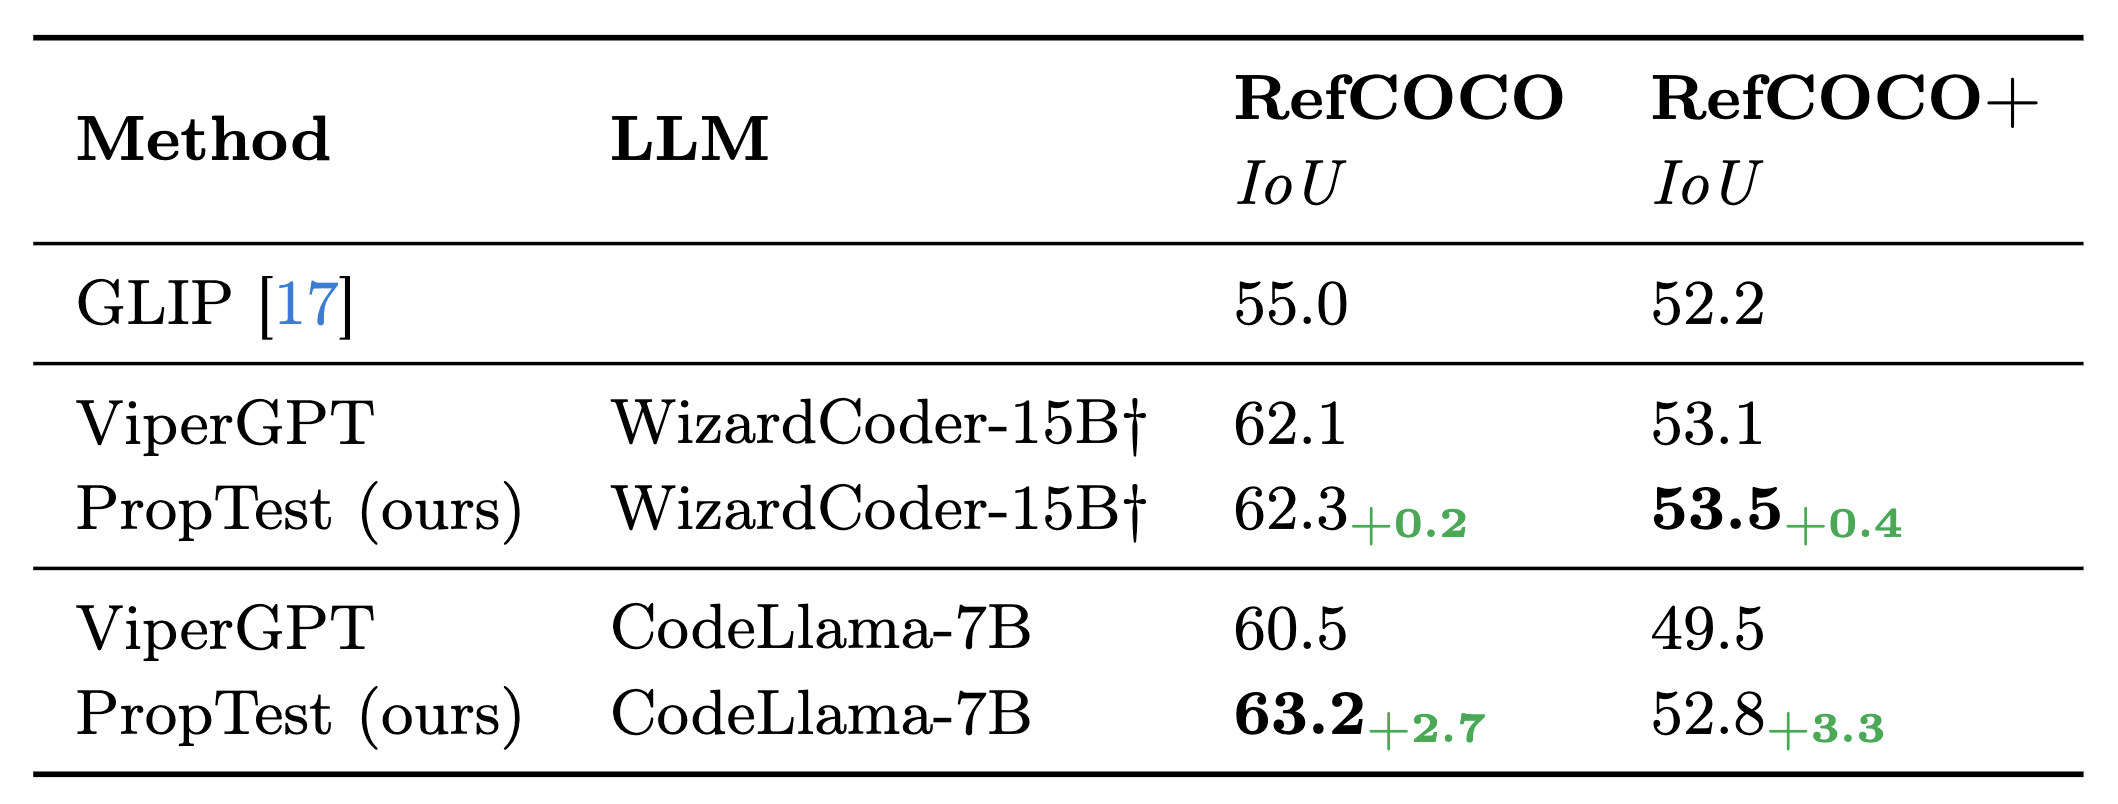 Method LLM RefCOCO RefCOCO+
IoU IoU
GLIP [17] 55.0 52.2
ViperGPT WizardCoder-15B† 62.1 53.1
PropTest (ours) WizardCoder-15B† 62.3+0.2 53.5+0.4
ViperGPT CodeLlama-7B 60.5 49.5
PropTest (ours) CodeLlama-7B 63.2+2.7 52.8+3.3